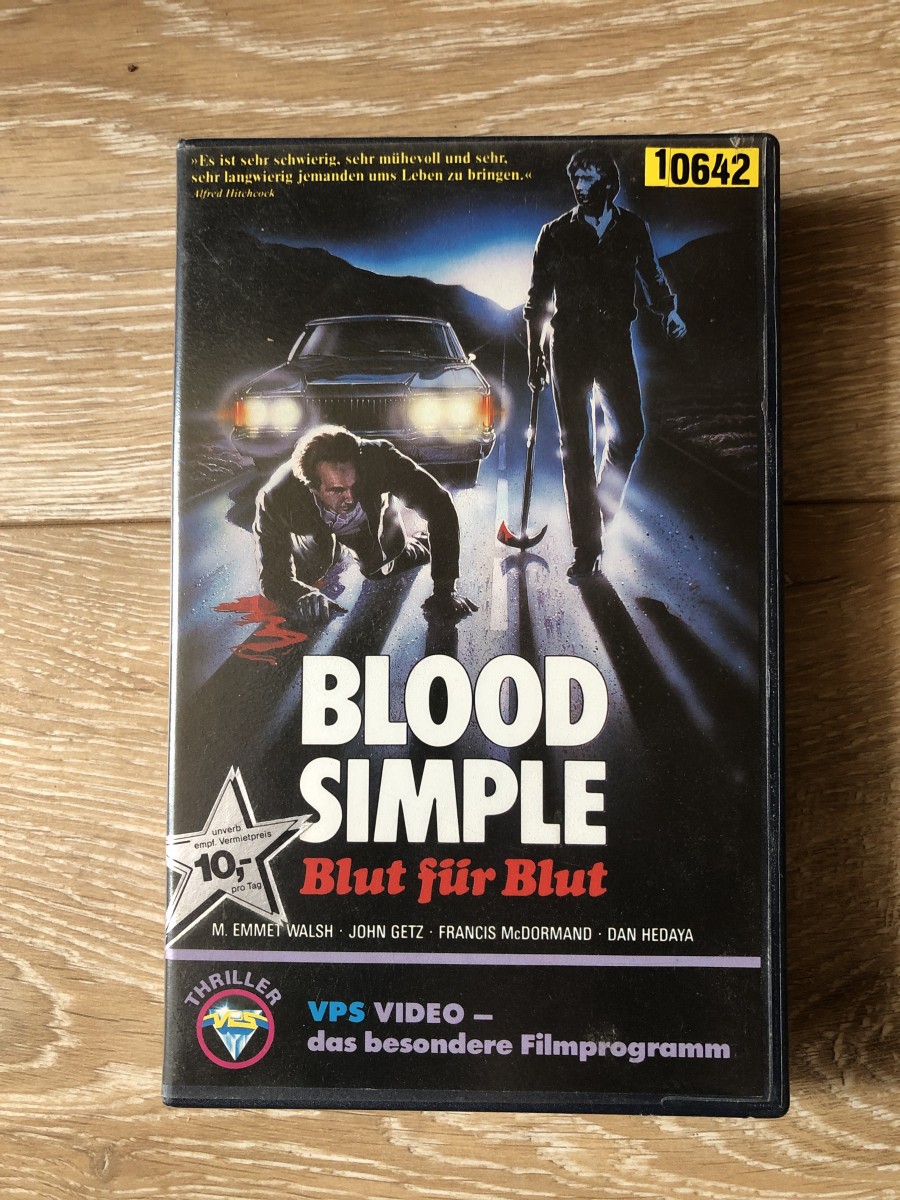 »Es ist sehr schwierig, sehr mühevoll und sehr,
sehr langwierig jemanden ums Leben zu bringen.«
Alfred Hitchcock
10642
BLOOD
SIMPLE
Blut für Blut
unverb
empf. Vermietpreis
10,-
pro Tag
M. EMMET WALSH · JOHN GETZ · FRANCIS McDORMAND · DAN HEDAYA
THRILLER
VPS
VPS VIDEO –
das besondere Filmprogramm